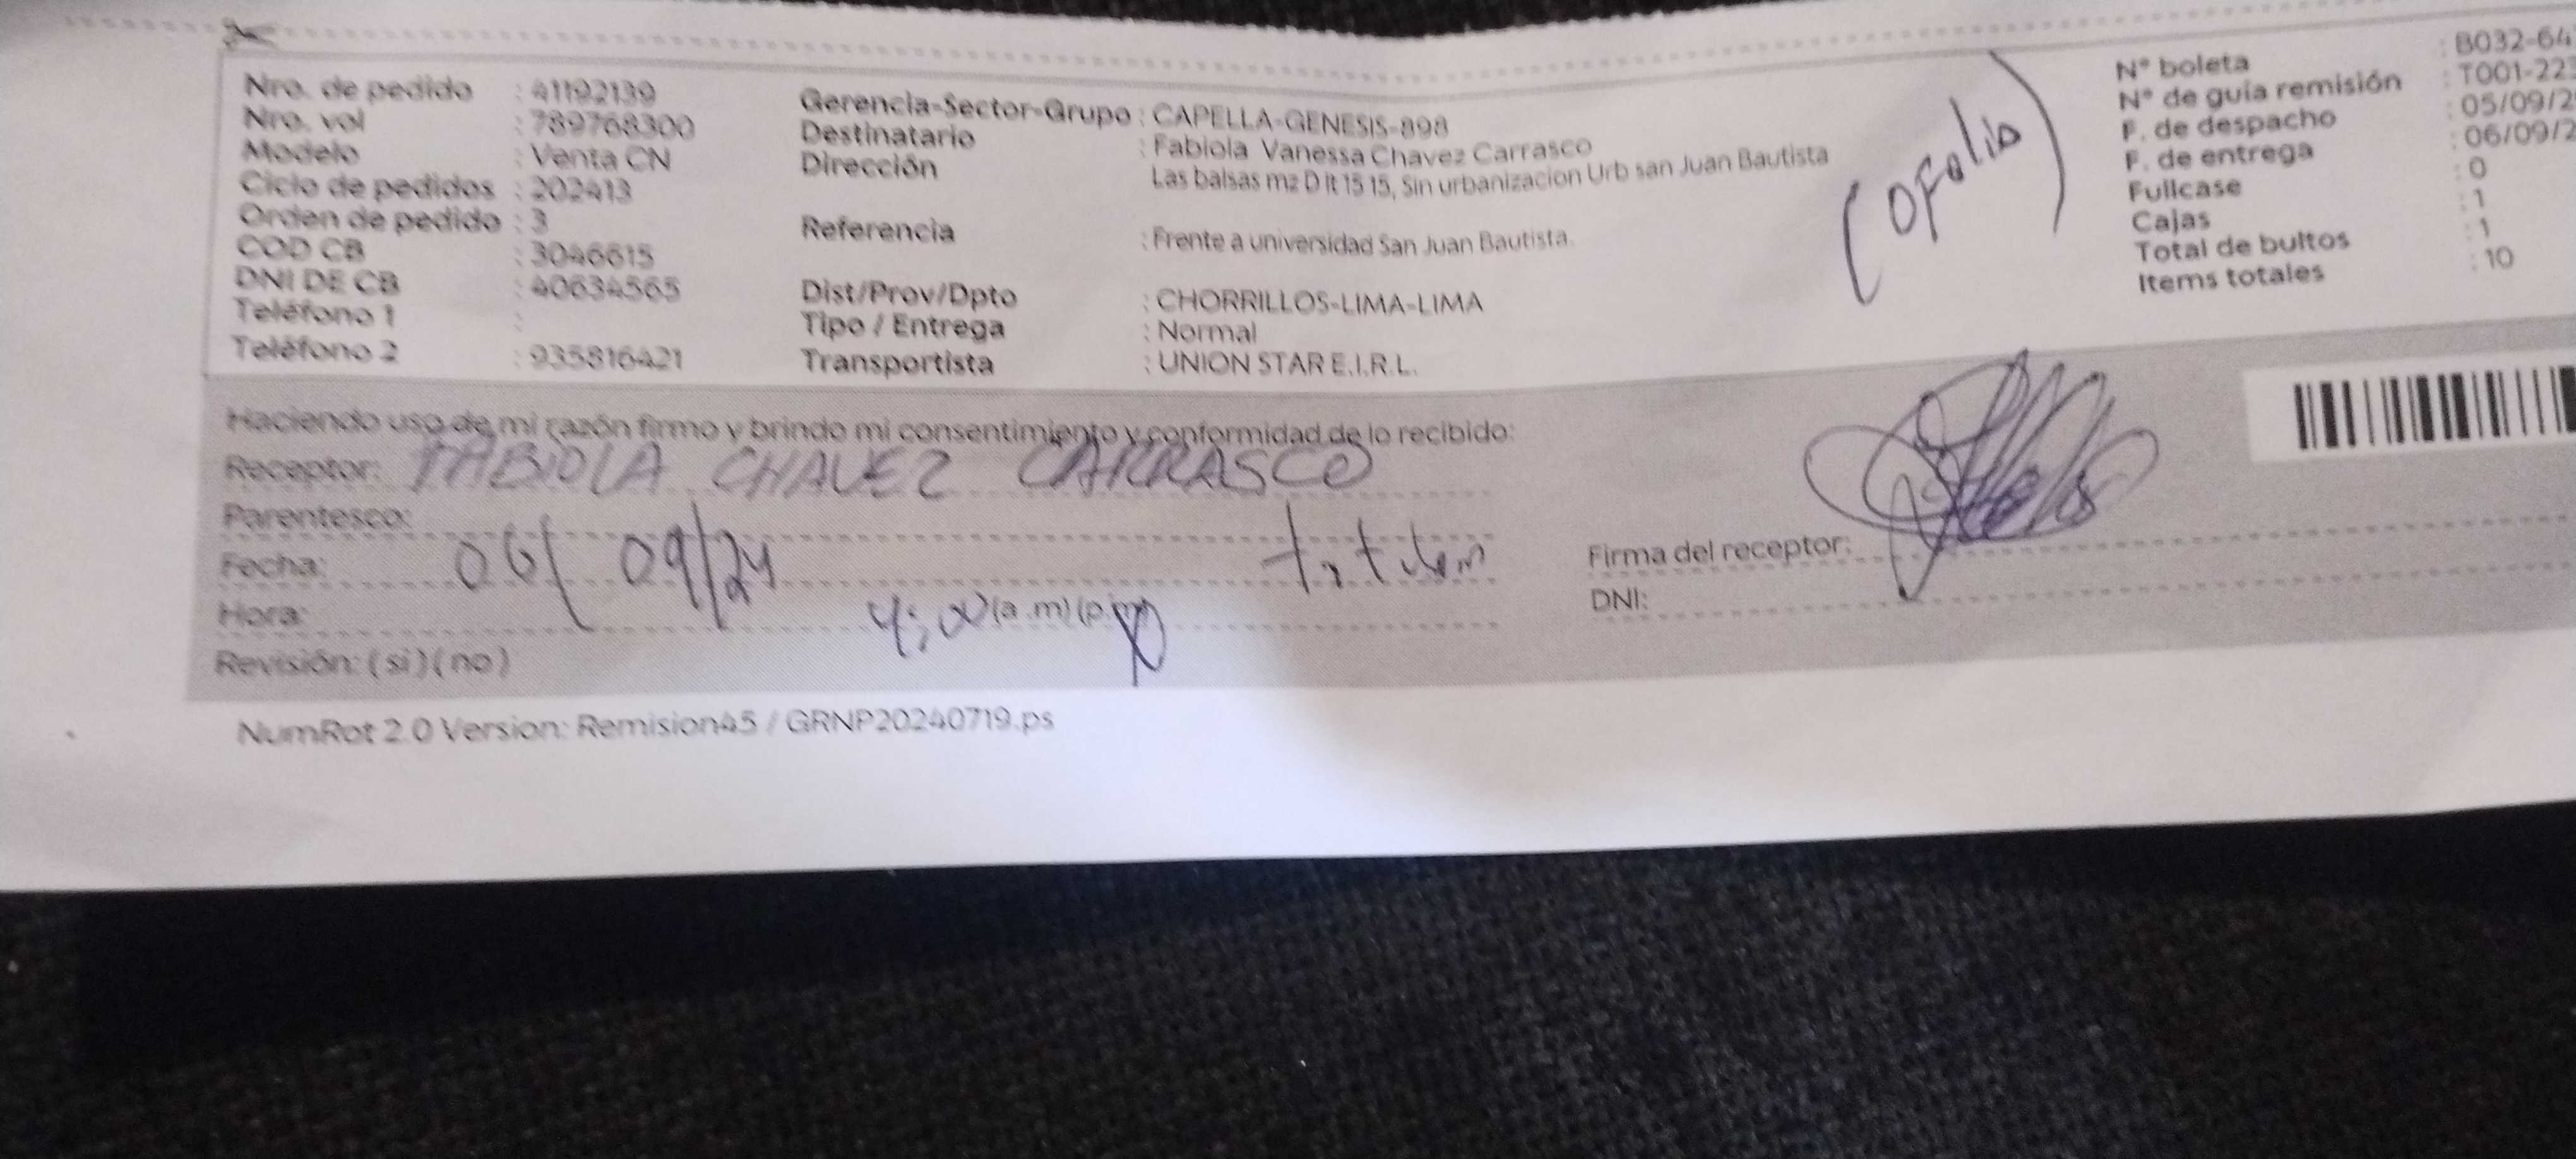 Nro. de pedido : 41192139
Nro. vol : 789768300
Modelo : Venta CN
Ciclo de pedidos : 202413
Orden de pedido : 3
COD CB : 3046615
DNI DE CB : 40634565
Teléfono 1 :
Teléfono 2 : 935816421
Gerencia-Sector-Grupo : CAPELLA-GENESIS-898
Destinatario : Fabiola Vanessa Chavez Carrasco
Dirección : Las balsas mz D lt 15 15, Sin urbanizacion Urb san Juan Bautista
Referencia : Frente a universidad San Juan Bautista.
Dist/Prov/Dpto : CHORRILLOS-LIMA-LIMA
Tipo / Entrega : Normal
Transportista : UNION STAR E.I.R.L.
(OFalio)
N° boleta : B032-64
N° de guía remisión : T001-223
F. de despacho : 05/09/2
F. de entrega : 06/09/2
Fullcase : 0
Cajas : 1
Total de bultos : 1
Items totales : 10
Haciendo uso de mi razón firmo y brindo mi consentimiento y conformidad de lo recibido:
Receptor: FABIOLA CHAVEZ CARRASCO
Parentesco:
Fecha: 06/09/24
Hora: 4:00 (a.m) (p.m)
Revisión: (si) (no)
Firma del receptor:
DNI:
NumRot 2.0 Version: Remision45 / GRNP20240719.ps